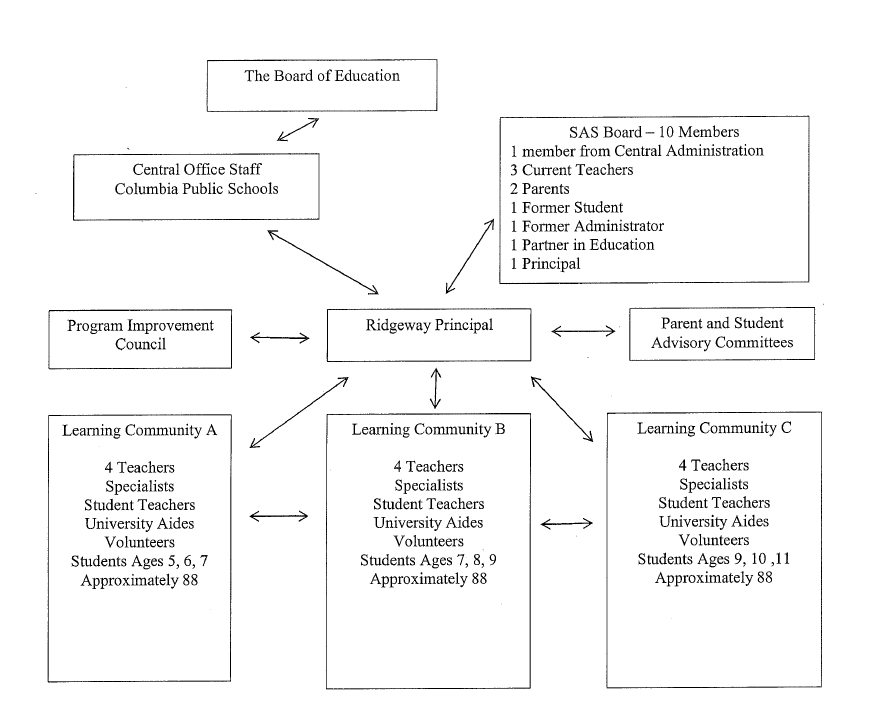 The Board of Education
SAS Board – 10 Members
1 member from Central Administration
3 Current Teachers
2 Parents
1 Former Student
1 Former Administrator
1 Partner in Education
1 Principal
Central Office Staff
Columbia Public Schools
Program Improvement
Council
Ridgeway Principal
Parent and Student
Advisory Committees
Learning Community A
4 Teachers
Specialists
Student Teachers
University Aides
Volunteers
Students Ages 5, 6, 7
Approximately 88
Learning Community B
4 Teachers
Specialists
Student Teachers
University Aides
Volunteers
Students Ages 7, 8, 9
Approximately 88
Learning Community C
4 Teachers
Specialists
Student Teachers
University Aides
Volunteers
Students Ages 9, 10 ,11
Approximately 88